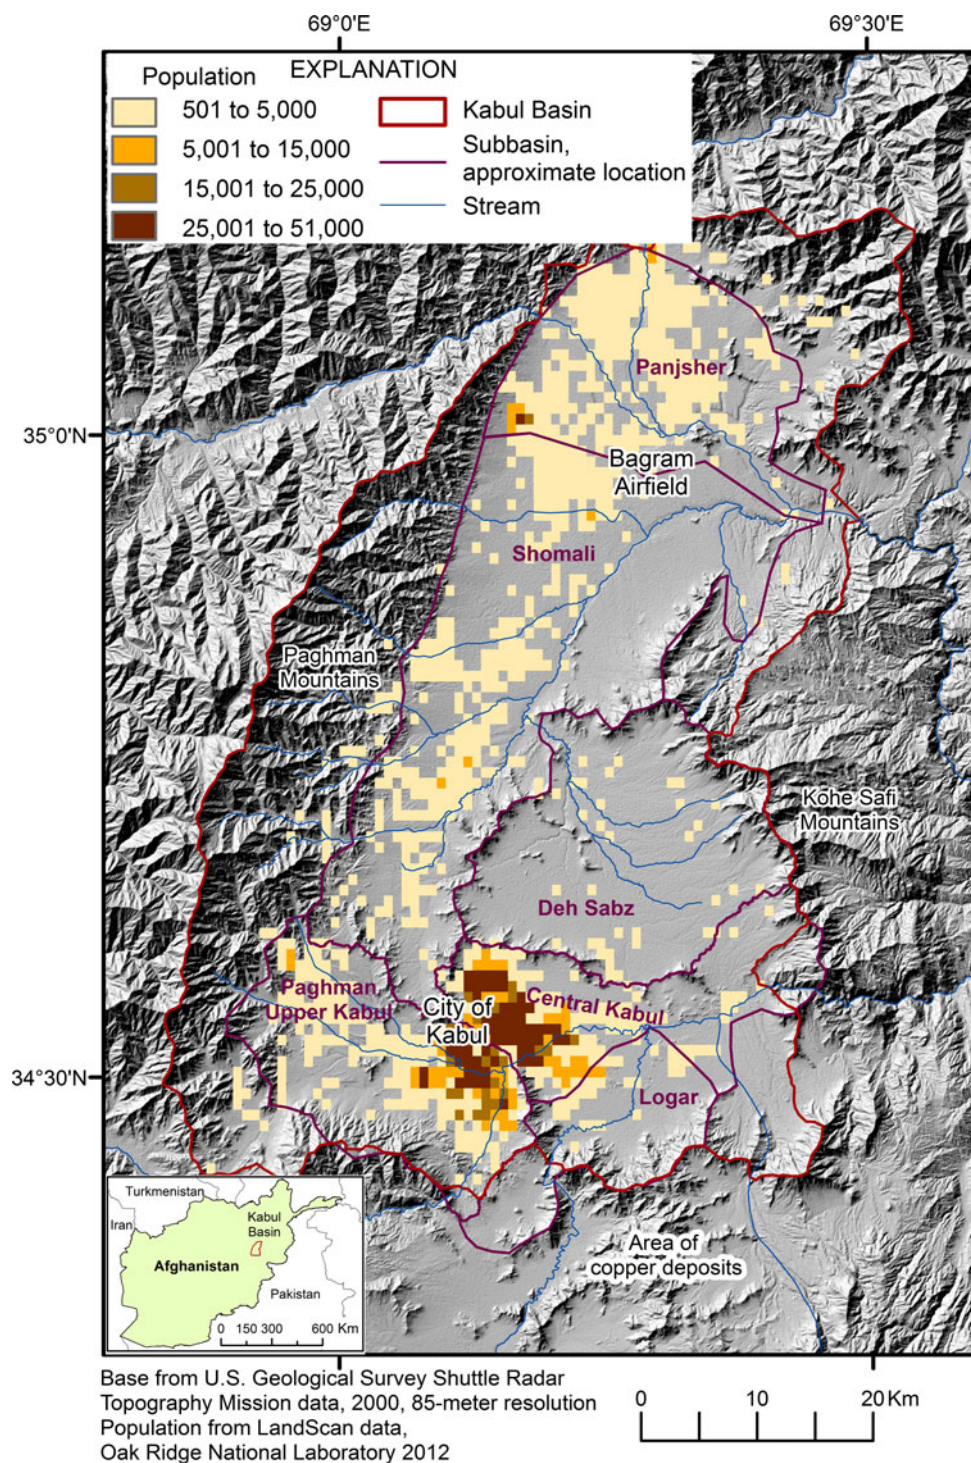 69°0'E
69°30'E
EXPLANATION
Population
501 to 5,000
5,001 to 15,000
15,001 to 25,000
25,001 to 51,000
Kabul Basin
Subbasin,
approximate location
Stream
Panjsher
35°0'N
Bagram
Airfield
Shomali
Paghman
Mountains
Kohe Safi
Mountains
Deh Sabz
Paghman
Upper Kabul
City of
Kabul
Central Kabul
34°30'N
Logar
Area of
copper deposits
Turkmenistan
Iran
Kabul
Basin
Afghanistan
Pakistan
0 150 300 600 Km
Base from U.S. Geological Survey Shuttle Radar
Topography Mission data, 2000, 85-meter resolution
Population from LandScan data,
Oak Ridge National Laboratory 2012
0 10 20 Km